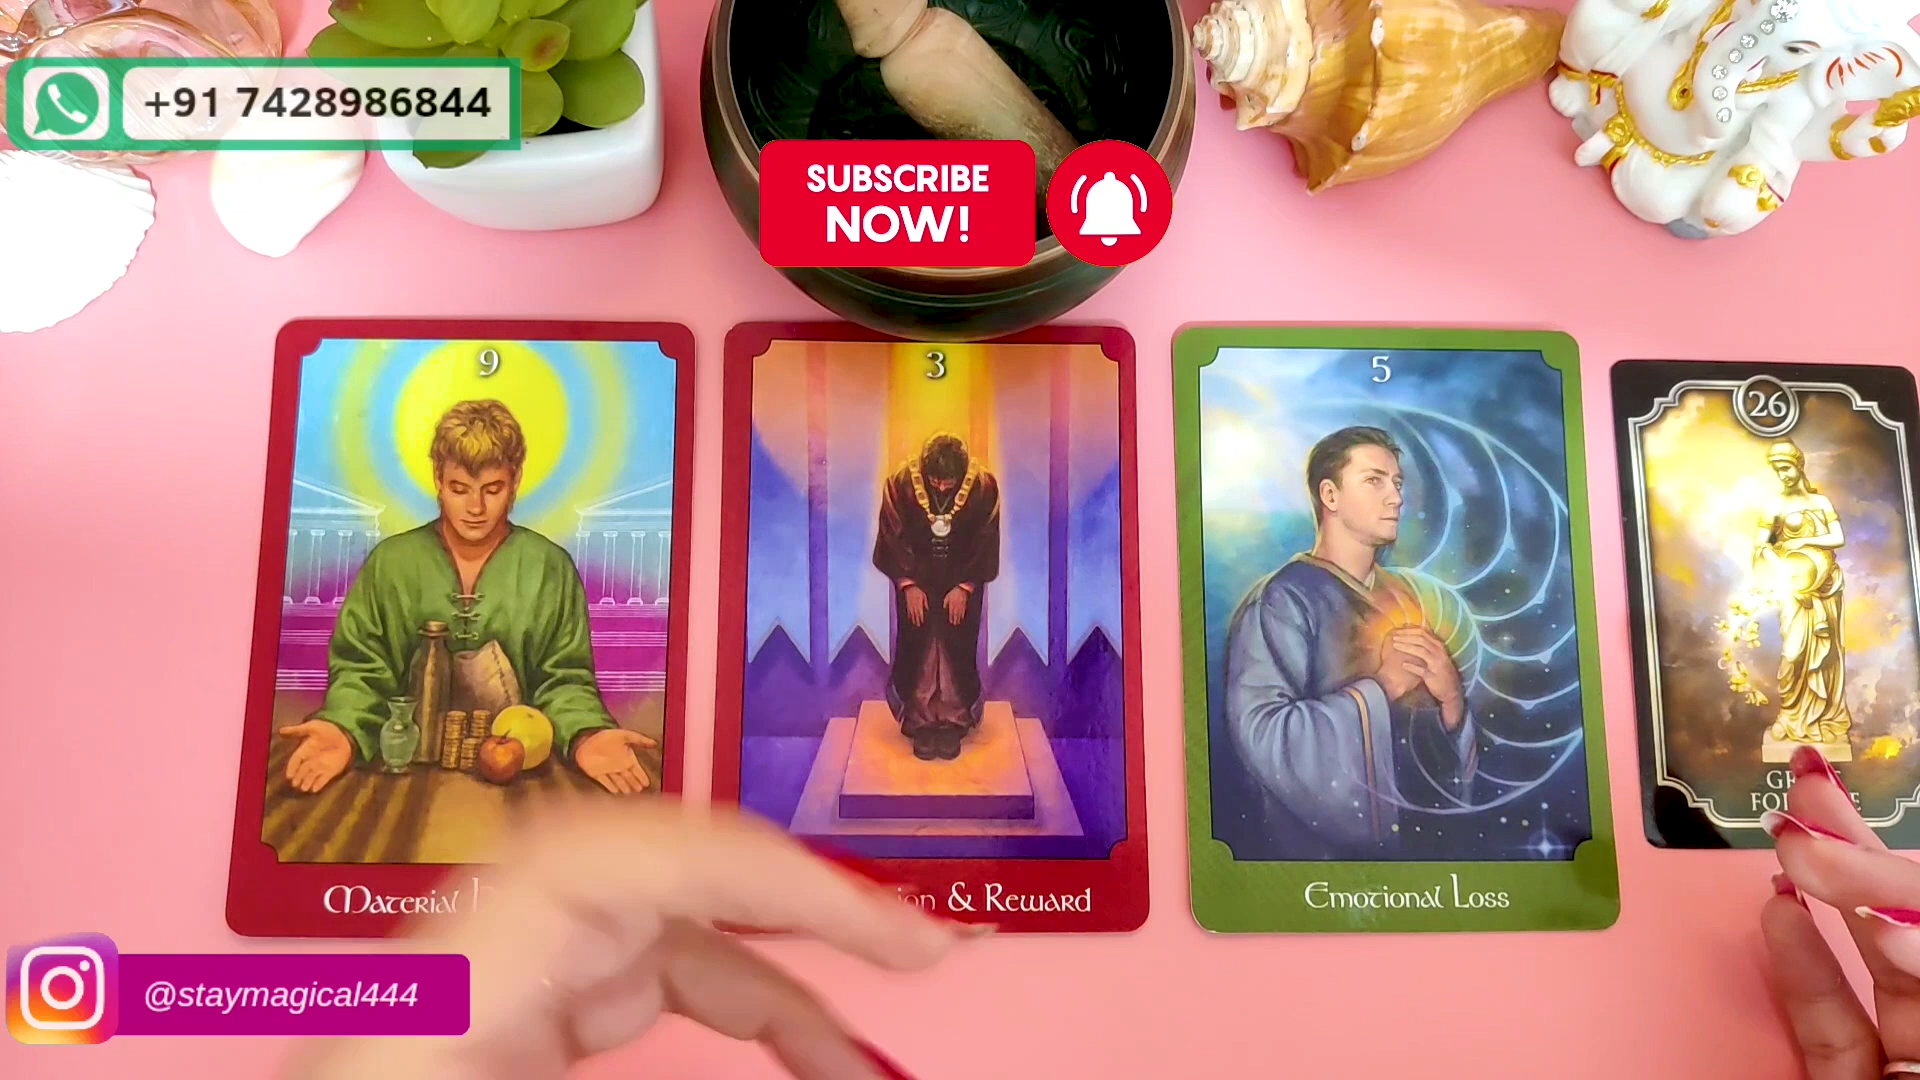 +91 7428986844
SUBSCRIBE
NOW!
9
3
5
26
Material
& Reward
Emotional Loss
@staymagical444